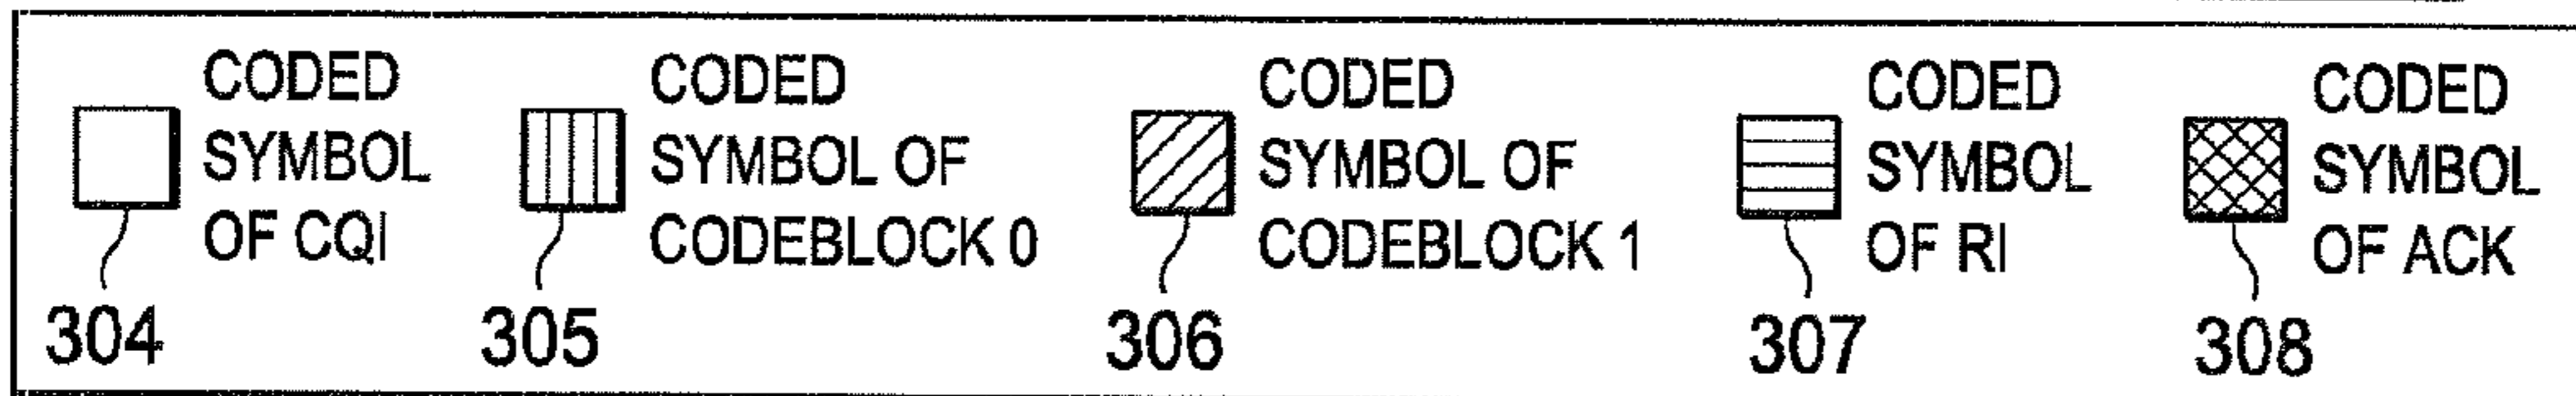 CODED
SYMBOL
OF CQI
304
CODED
SYMBOL OF
CODEBLOCK 0
305
CODED
SYMBOL OF
CODEBLOCK 1
306
CODED
SYMBOL
OF RI
307
CODED
SYMBOL
OF ACK
308